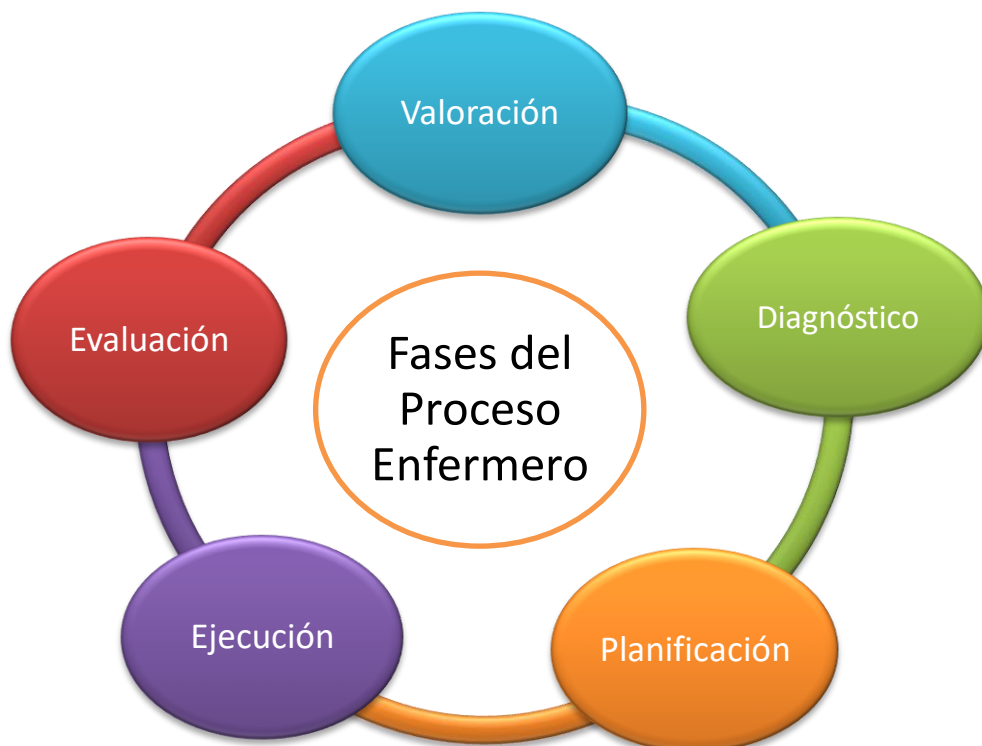 Valoración
Diagnóstico
Evaluación
Fases del
Proceso
Enfermero
Ejecución
Planificación